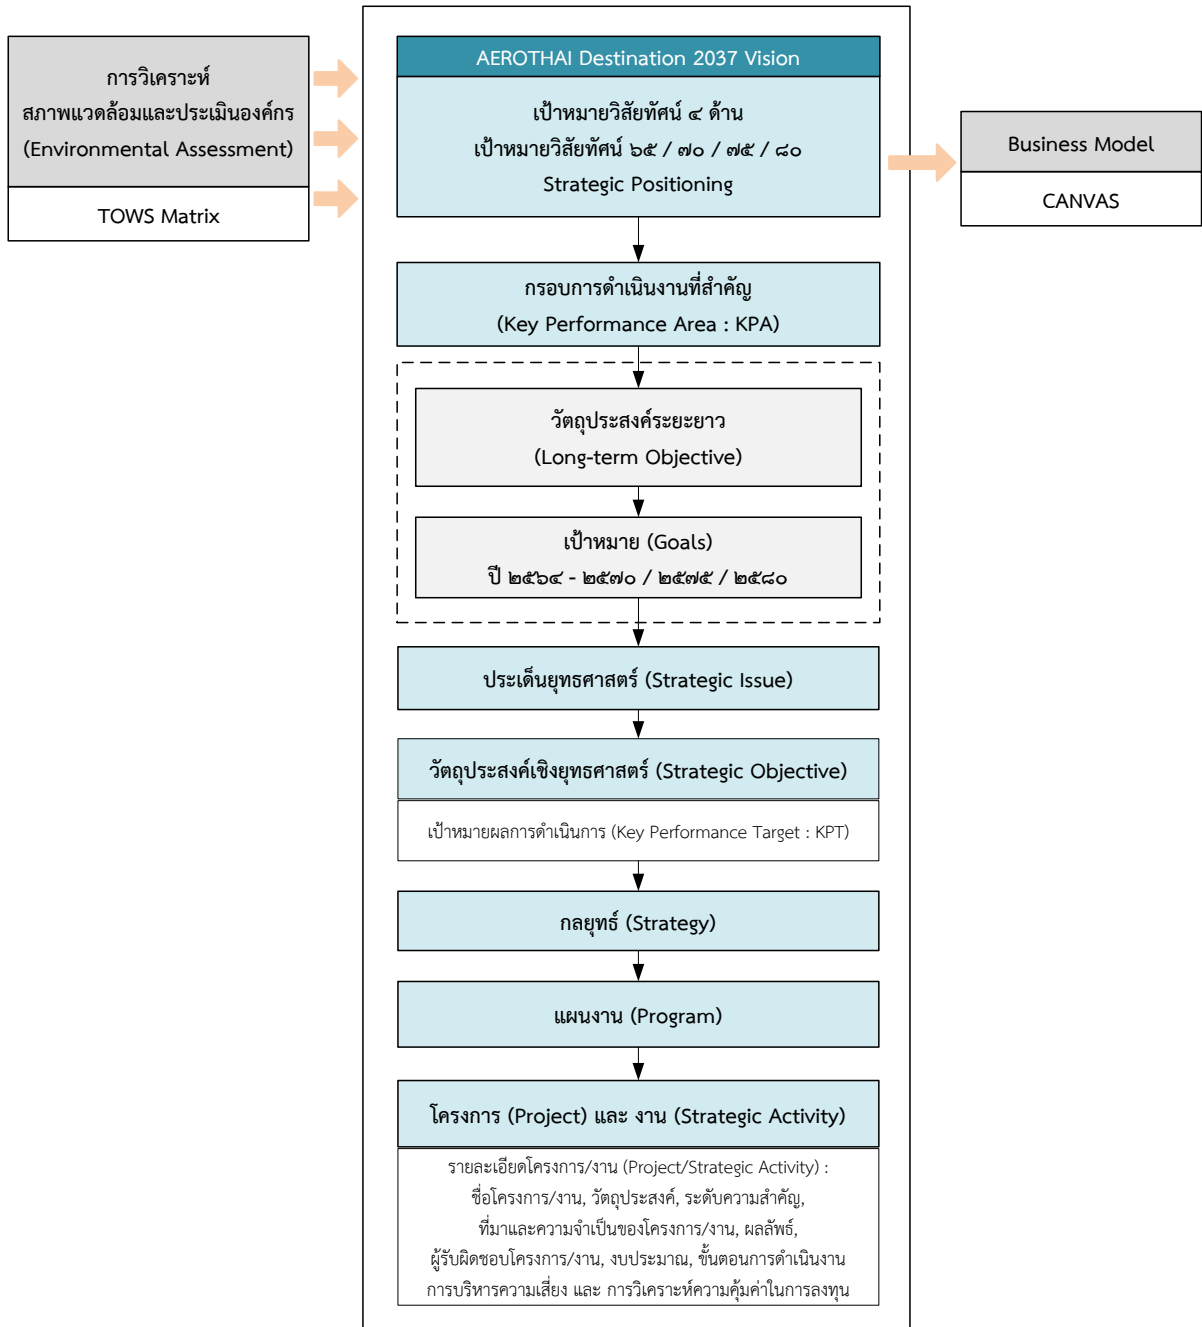 การวิเคราะห์
สภาพแวดล้อมและประเมินองค์กร
(Environmental Assessment)
TOWS Matrix
AEROTHAI Destination 2037 Vision
เป้าหมายวิสัยทัศน์ ๔ ด้าน
เป้าหมายวิสัยทัศน์ ๖๕ / ๗๐ / ๗๕ / ๘๐
Strategic Positioning
Business Model
CANVAS
กรอบการดำเนินงานที่สำคัญ
(Key Performance Area : KPA)
วัตถุประสงค์ระยะยาว
(Long-term Objective)
เป้าหมาย (Goals)
ปี ๒๕๖๔ - ๒๕๗๐ / ๒๕๗๕ / ๒๕๘๐
ประเด็นยุทธศาสตร์ (Strategic Issue)
วัตถุประสงค์เชิงยุทธศาสตร์ (Strategic Objective)
เป้าหมายผลการดำเนินการ (Key Performance Target : KPT)
กลยุทธ์ (Strategy)
แผนงาน (Program)
โครงการ (Project) และ งาน (Strategic Activity)
รายละเอียดโครงการ/งาน (Project/Strategic Activity) :
ชื่อโครงการ/งาน, วัตถุประสงค์, ระดับความสำคัญ,
ที่มาและความจำเป็นของโครงการ/งาน, ผลลัพธ์,
ผู้รับผิดชอบโครงการ/งาน, งบประมาณ, ขั้นตอนการดำเนินงาน
การบริหารความเสี่ยง และ การวิเคราะห์ความคุ้มค่าในการลงทุน